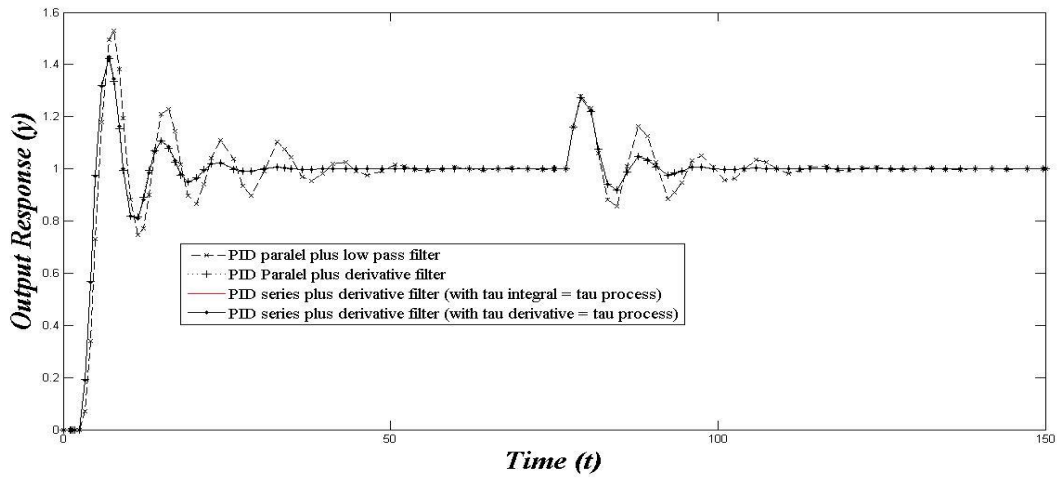 1.6
1.4
1.2
1
0.8
0.6
0.4
0.2
0
Output Response (y)
PID paralel plus low pass filter
PID Paralel plus derivative filter
PID series plus derivative filter (with tau integral = tau process)
PID series plus derivative filter (with tau derivative = tau process)
0 50 100 150
Time (t)